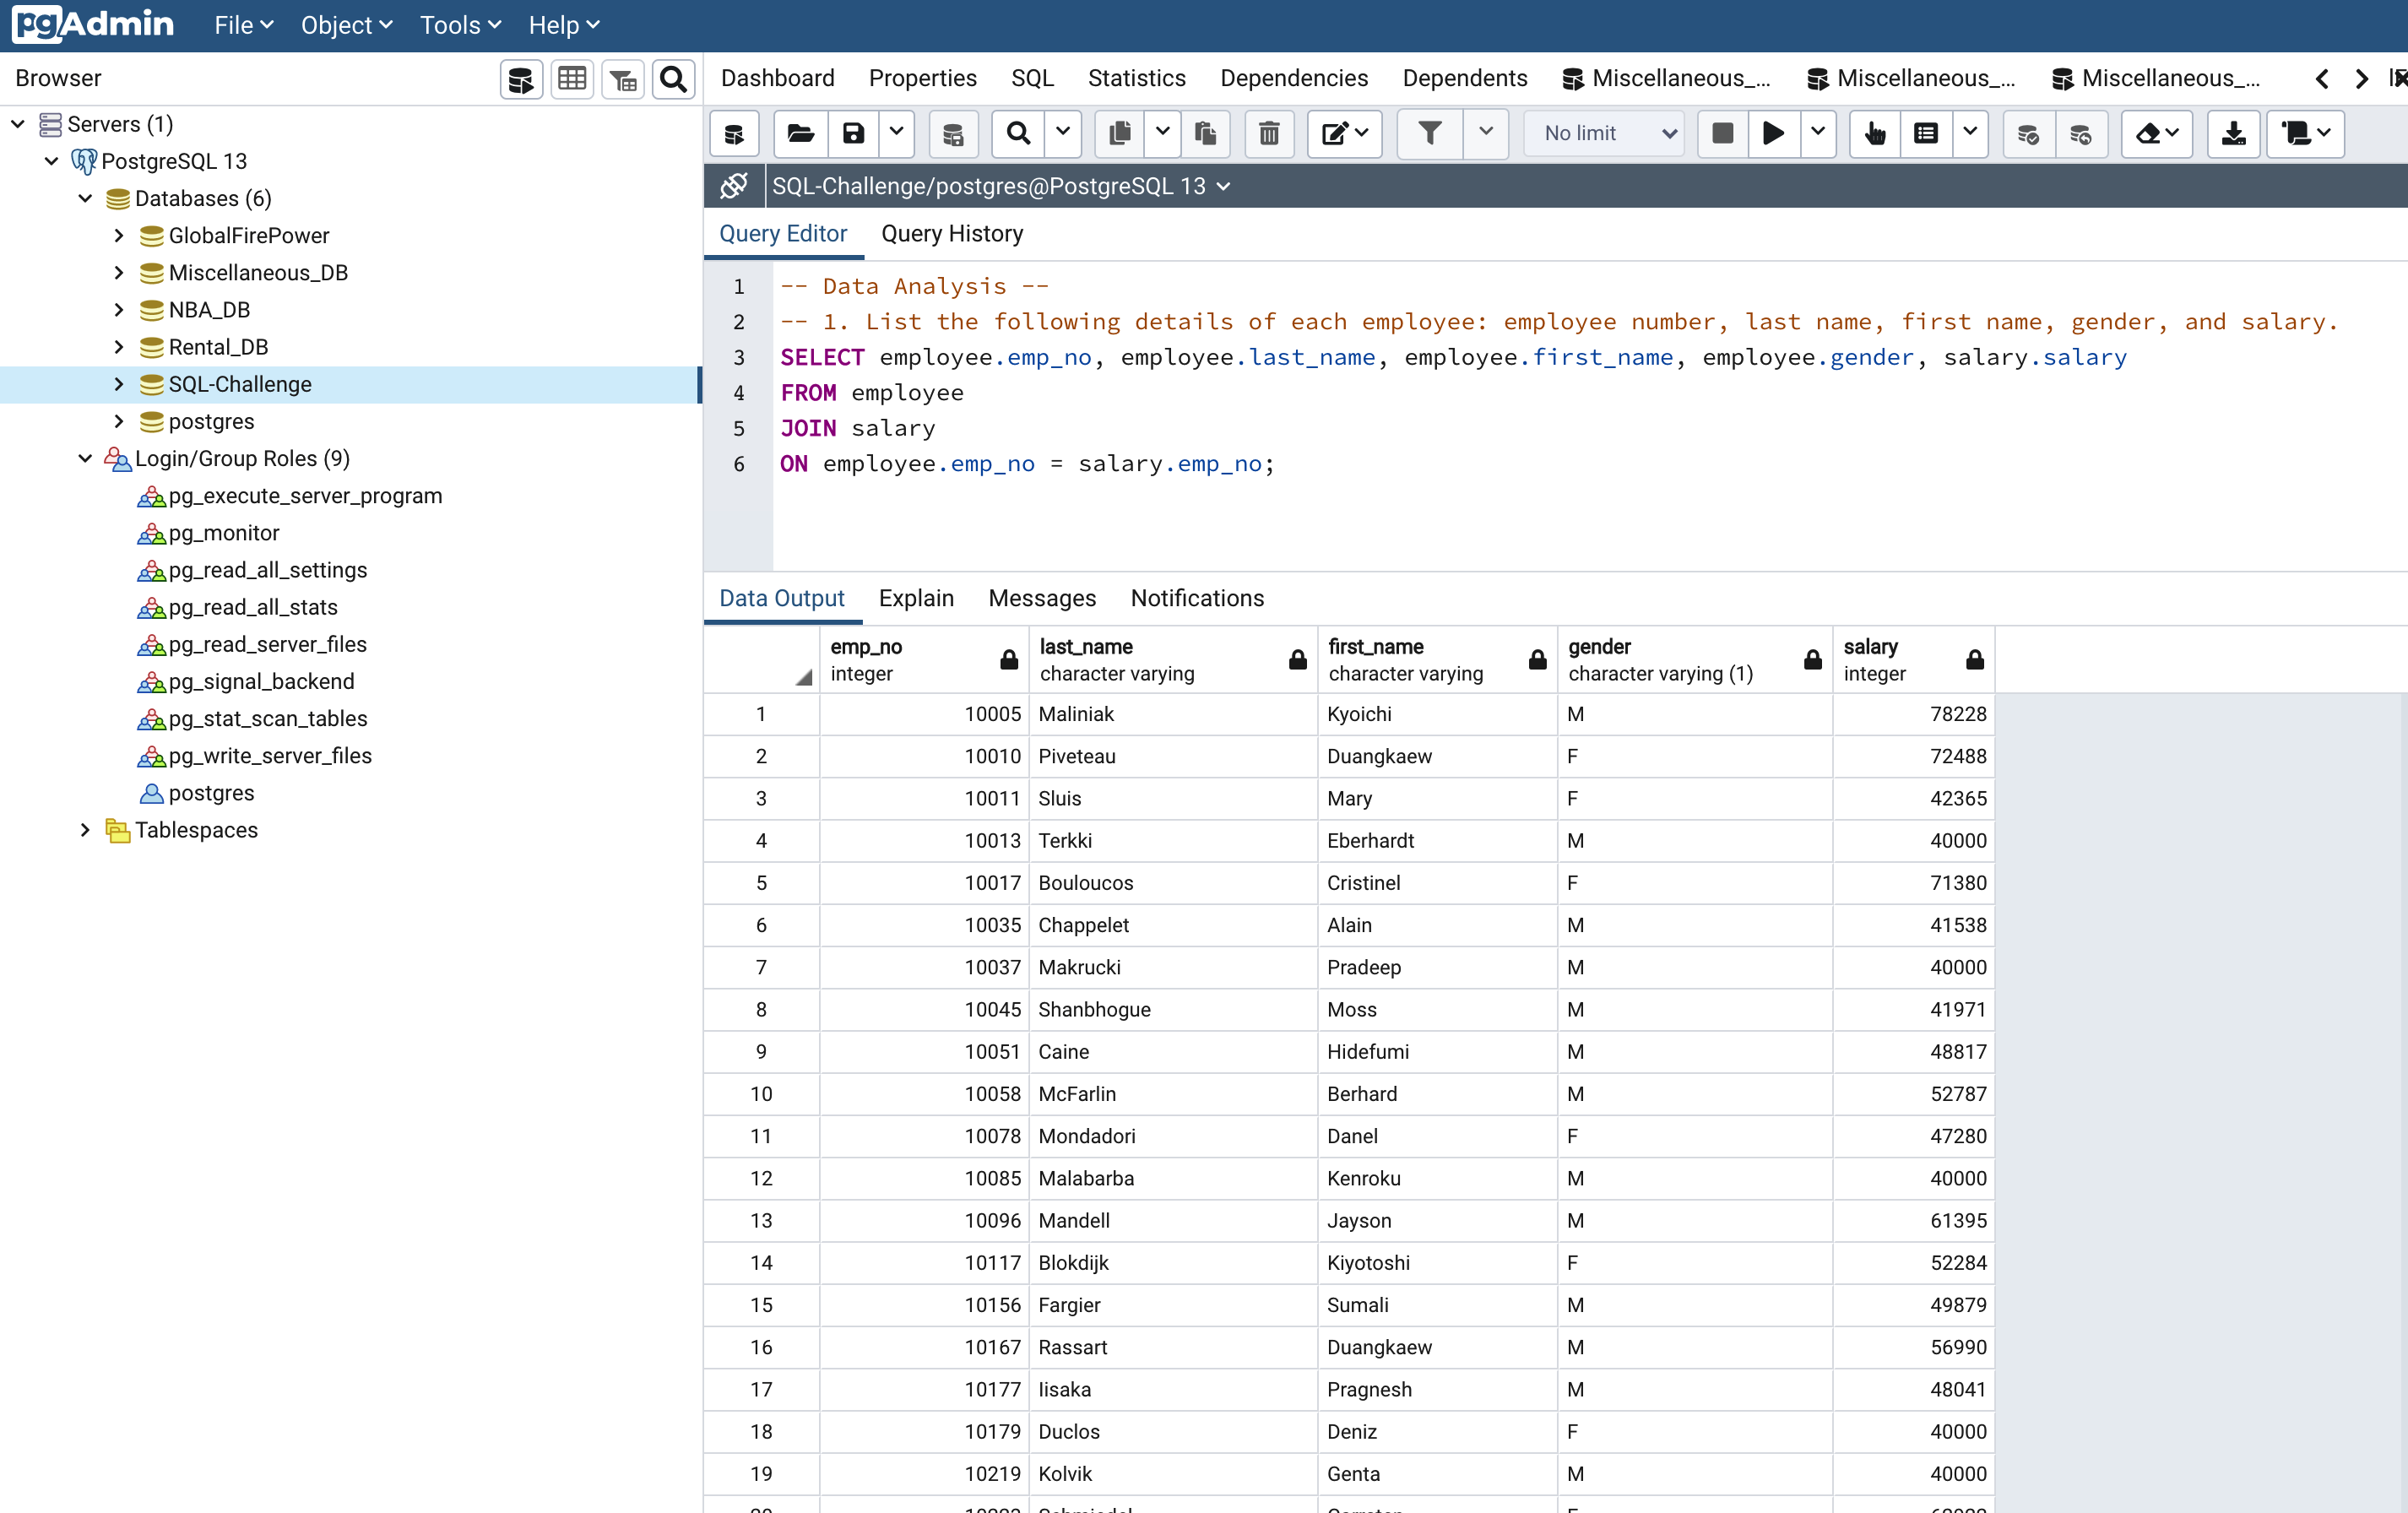 pgAdmin File Object Tools Help
Browser
Dashboard Properties SQL Statistics Dependencies Dependents Miscellaneous_... Miscellaneous_... Miscellaneous_...
Servers (1)
PostgreSQL 13
Databases (6)
GlobalFirePower
Miscellaneous_DB
NBA_DB
Rental_DB
SQL-Challenge
postgres
Login/Group Roles (9)
pg_execute_server_program
pg_monitor
pg_read_all_settings
pg_read_all_stats
pg_read_server_files
pg_signal_backend
pg_stat_scan_tables
pg_write_server_files
postgres
Tablespaces
No limit
SQL-Challenge/postgres@PostgreSQL 13
Query Editor Query History
1 -- Data Analysis --
2 -- 1. List the following details of each employee: employee number, last name, first name, gender, and salary.
3 SELECT employee.emp_no, employee.last_name, employee.first_name, employee.gender, salary.salary
4 FROM employee
5 JOIN salary
6 ON employee.emp_no = salary.emp_no;
Data Output Explain Messages Notifications
emp_no last_name first_name gender salary
integer character varying character varying character varying (1) integer
1 10005 Maliniak Kyoichi M 78228
2 10010 Piveteau Duangkaew F 72488
3 10011 Sluis Mary F 42365
4 10013 Terkki Eberhardt M 40000
5 10017 Bouloucos Cristinel F 71380
6 10035 Chappelet Alain M 41538
7 10037 Makrucki Pradeep M 40000
8 10045 Shanbhogue Moss M 41971
9 10051 Caine Hidefumi M 48817
10 10058 McFarlin Berhard M 52787
11 10078 Mondadori Danel F 47280
12 10085 Malabarba Kenroku M 40000
13 10096 Mandell Jayson M 61395
14 10117 Blokdijk Kiyotoshi F 52284
15 10156 Fargier Sumali M 49879
16 10167 Rassart Duangkaew M 56990
17 10177 Iisaka Pragnesh M 48041
18 10179 Duclos Deniz F 40000
19 10219 Kolvik Genta M 40000